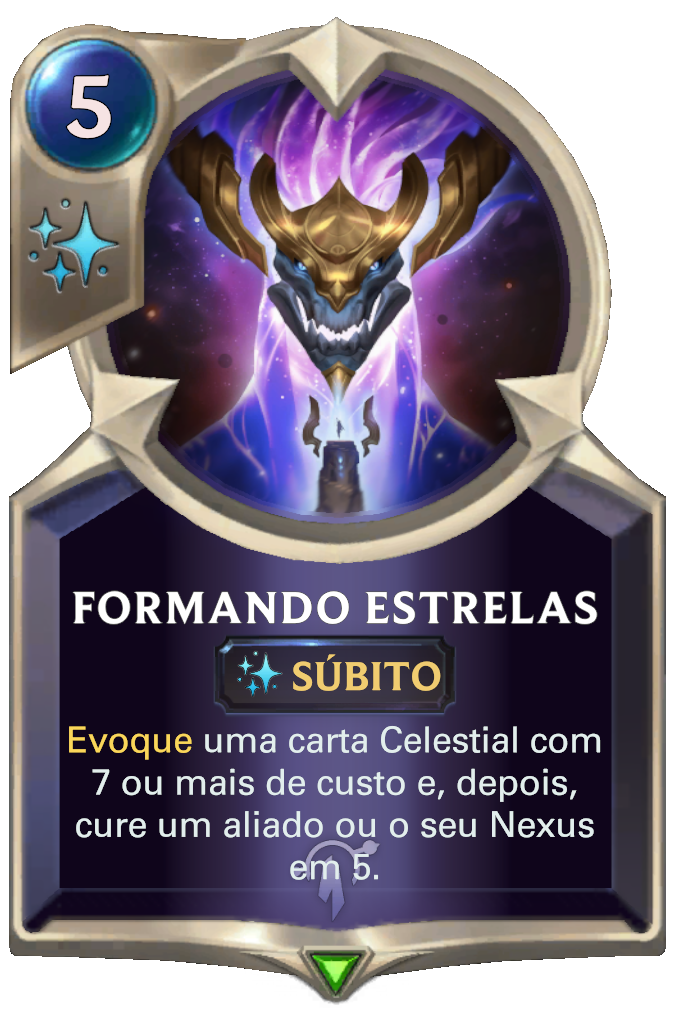 5
FORMANDO ESTRELAS
SÚBITO
Evoque uma carta Celestial com
7 ou mais de custo e, depois,
cure um aliado ou o seu Nexus
em 5.